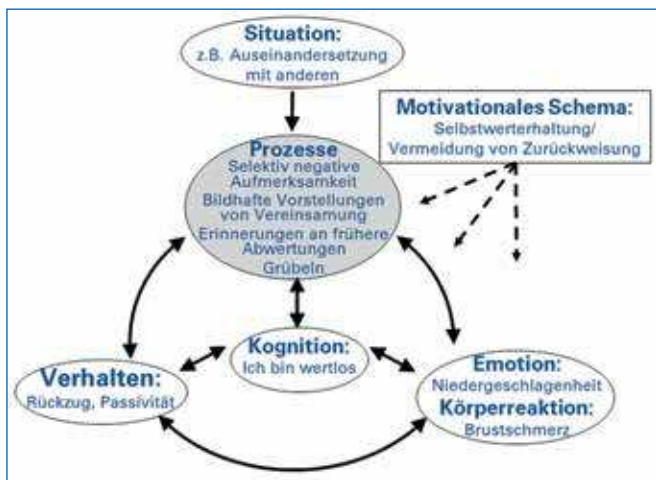 Situation:
z.B. Auseinandersetzung
mit anderen
Motivationales Schema:
Selbstwerterhaltung/
Vermeidung von Zurückweisung
Prozesse
Selektiv negative
Aufmerksamkeit
Bildhafte Vorstellungen
von Vereinsamung
Erinnerungen an frühere
Abwertungen
Grübeln
Kognition:
Ich bin wertlos
Verhalten:
Rückzug, Passivität
Emotion:
Niedergeschlagenheit
Körperreaktion:
Brustschmerz